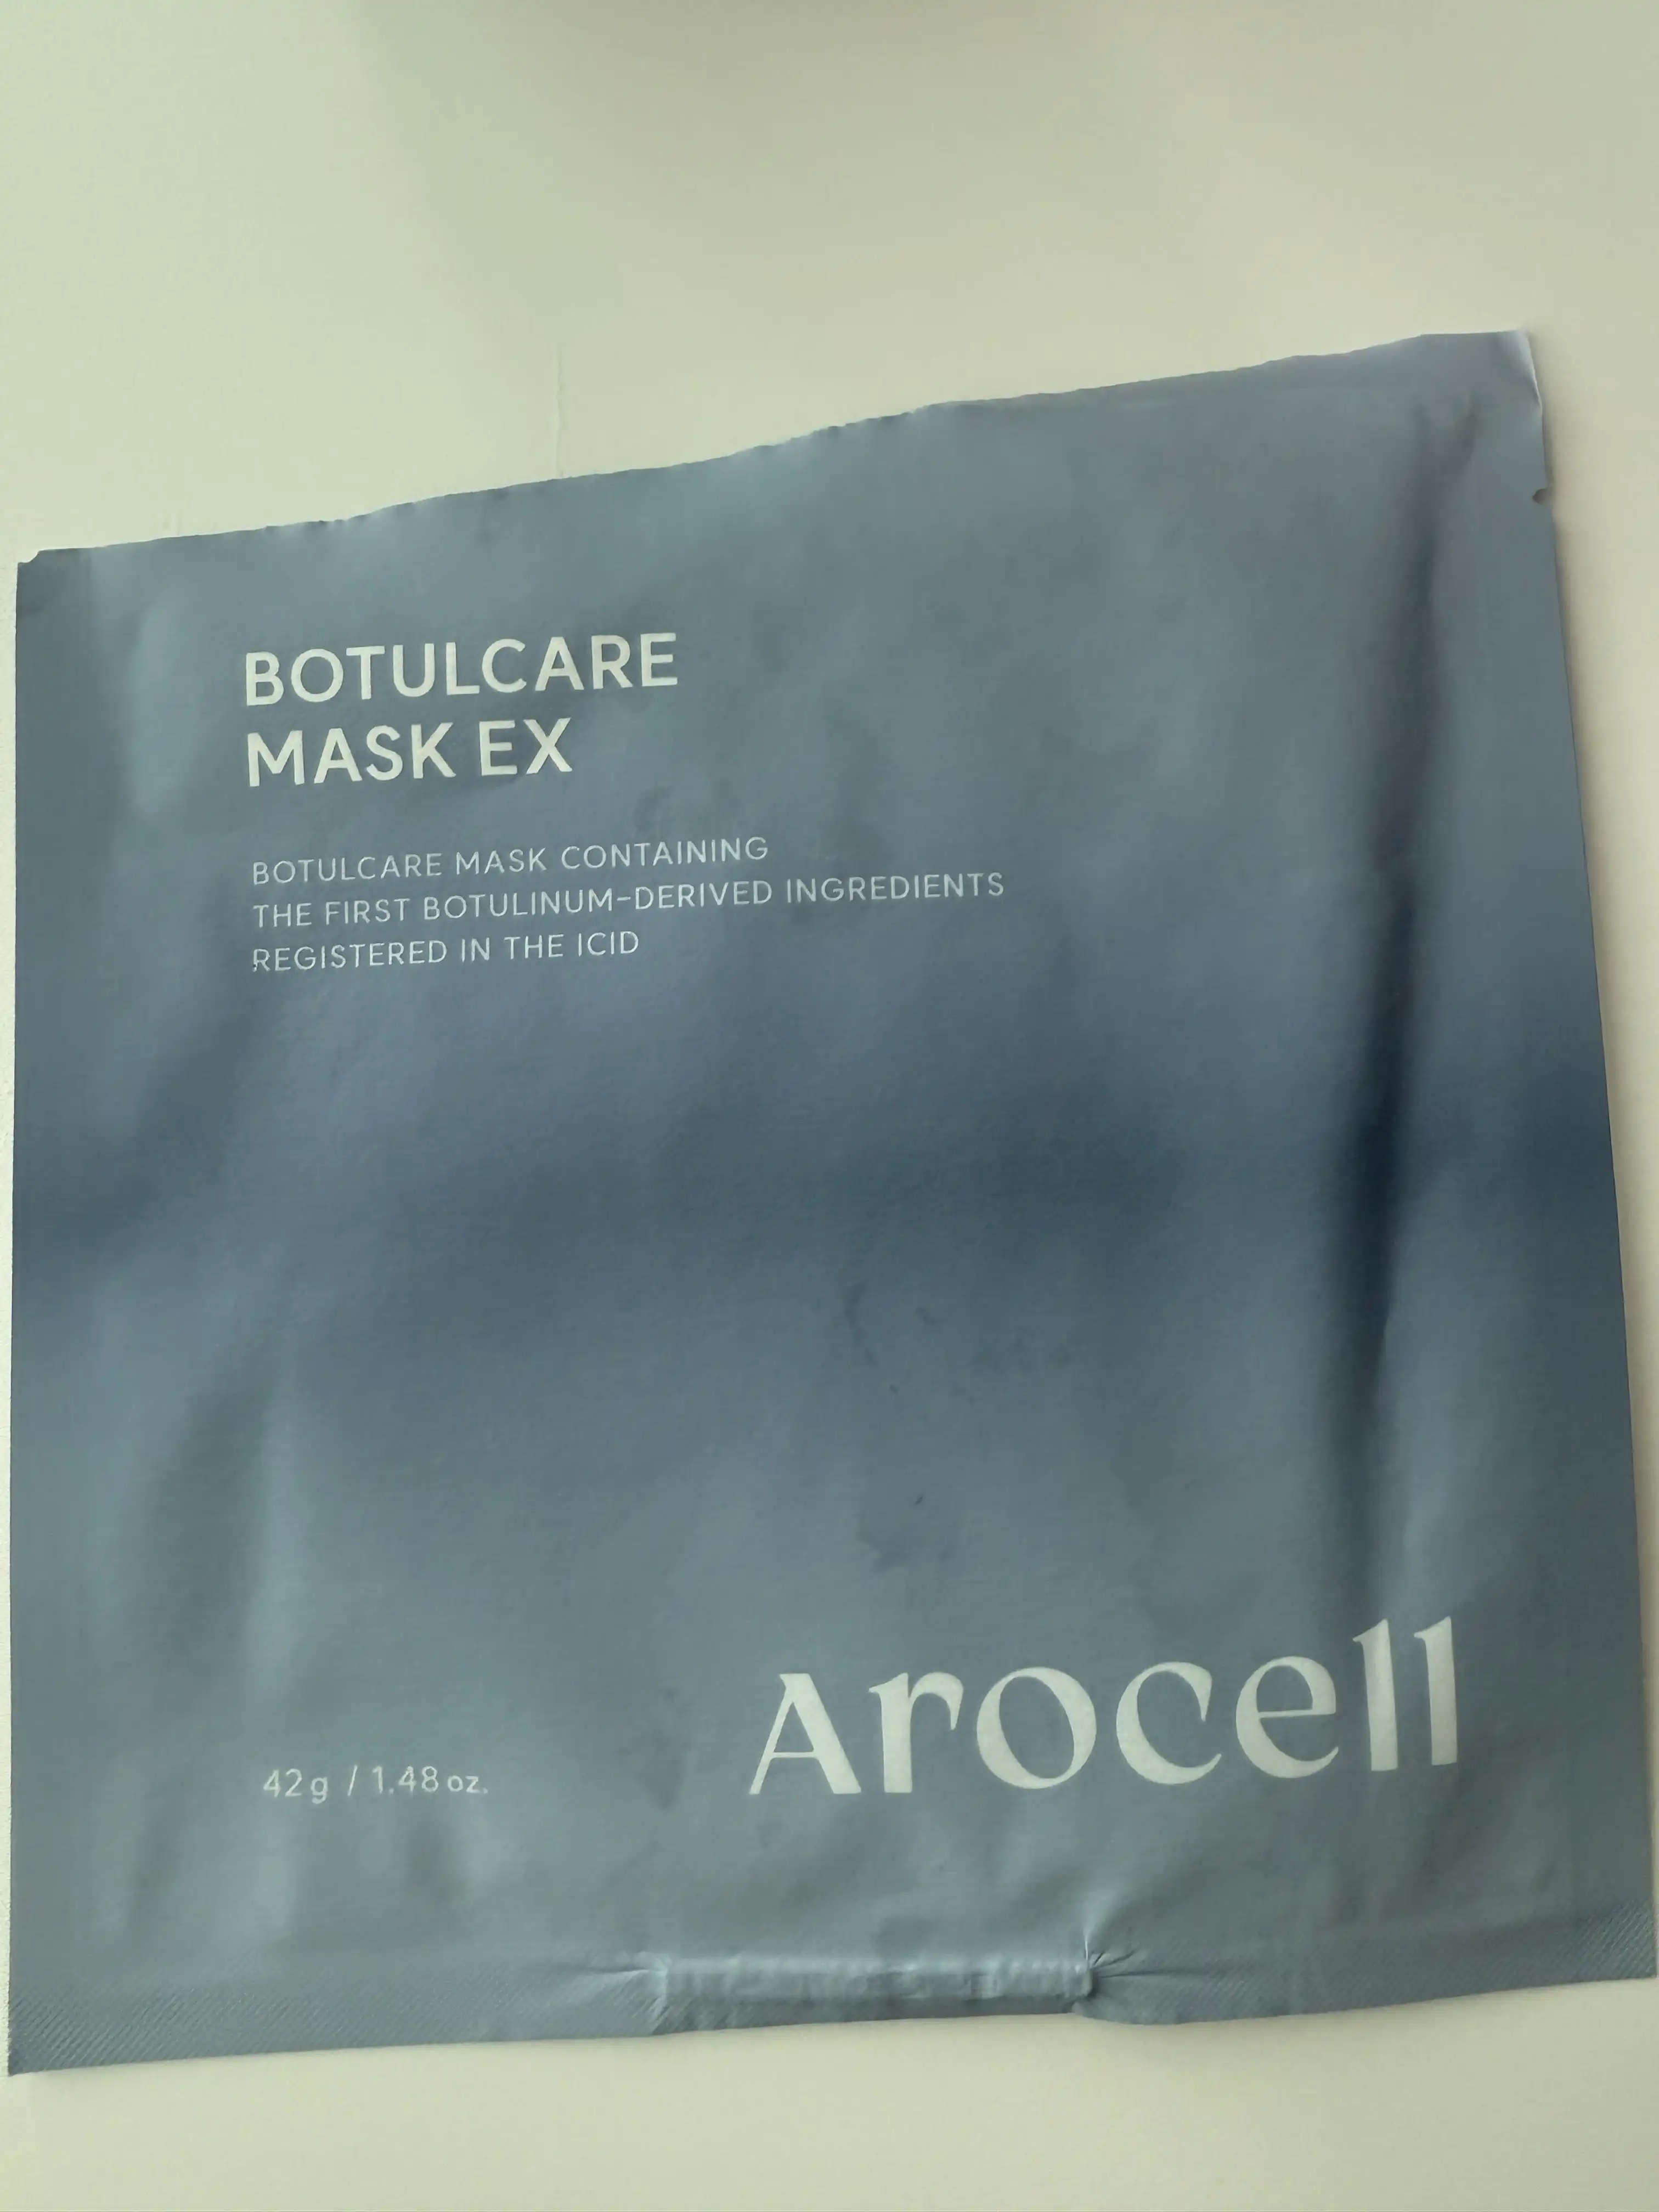 BOTULCARE
MASK EX
BOTULCARE MASK CONTAINING
THE FIRST BOTULINUM-DERIVED INGREDIENTS
REGISTERED IN THE ICID
42g / 1.48 oz.
Arocell